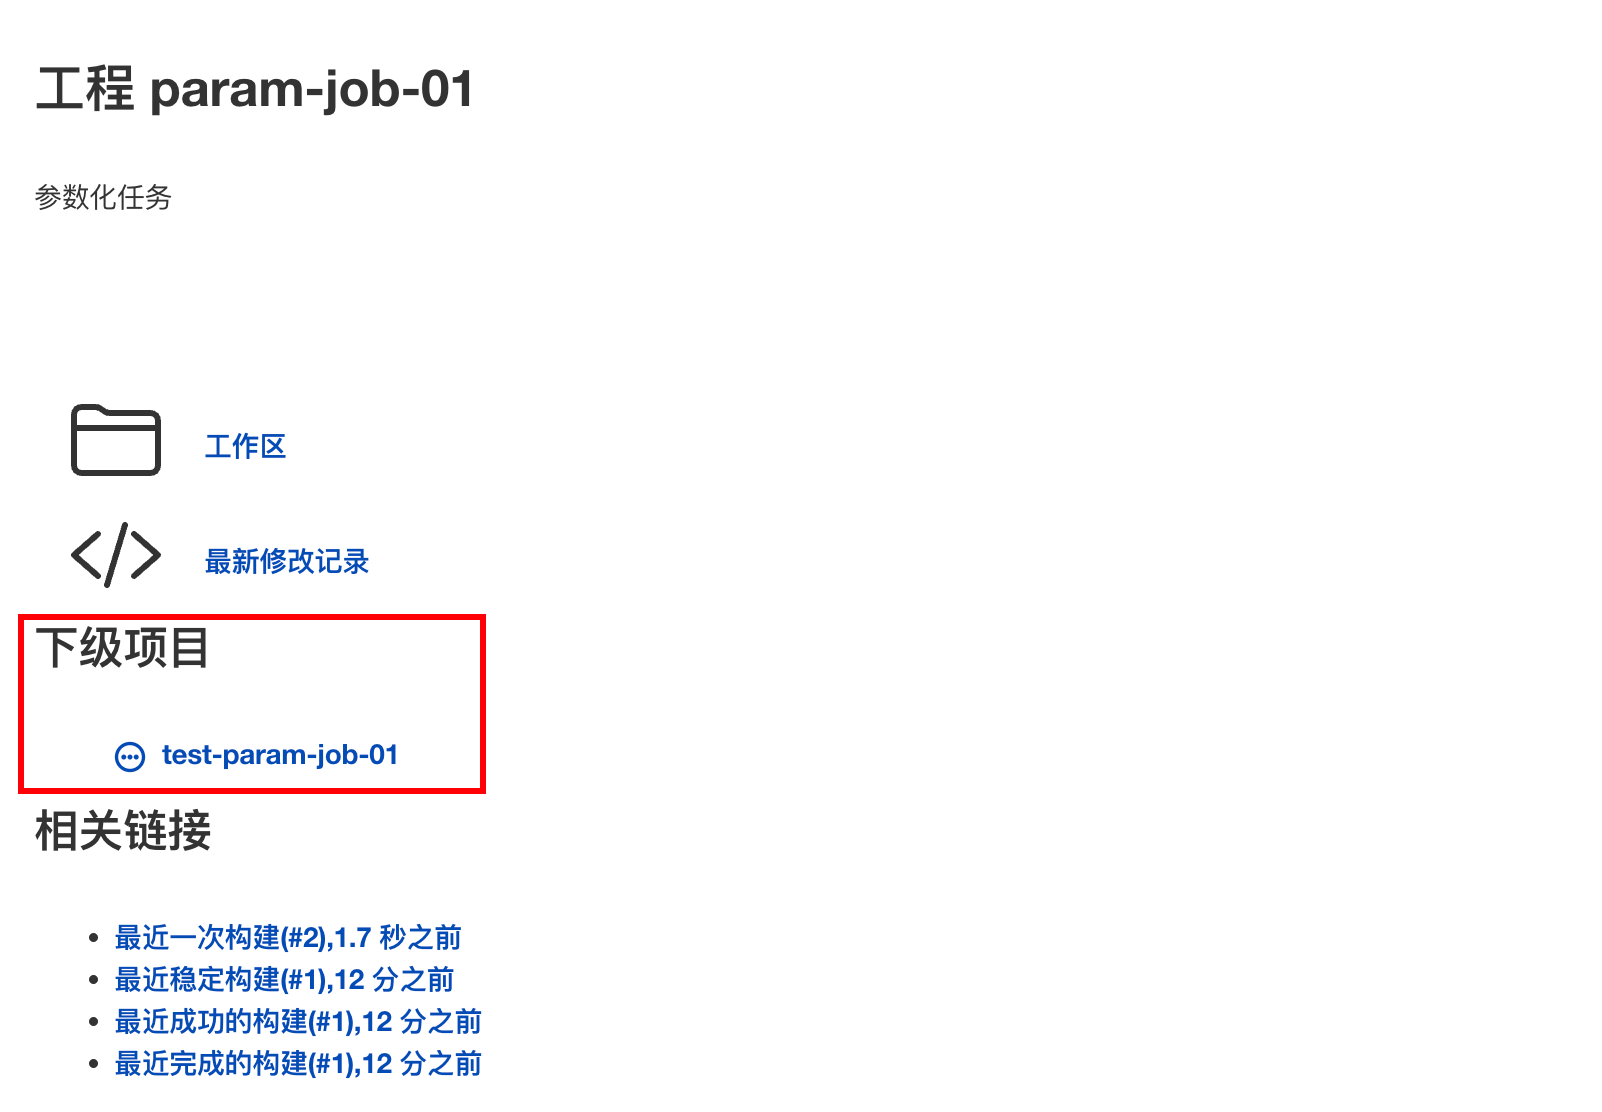 工程 param-job-01
参数化任务
工作区
最新修改记录
下级项目
test-param-job-01
相关链接
最近一次构建(#2),1.7 秒之前
最近稳定构建(#1),12 分之前
最近成功的构建(#1),12 分之前
最近完成的构建(#1),12 分之前